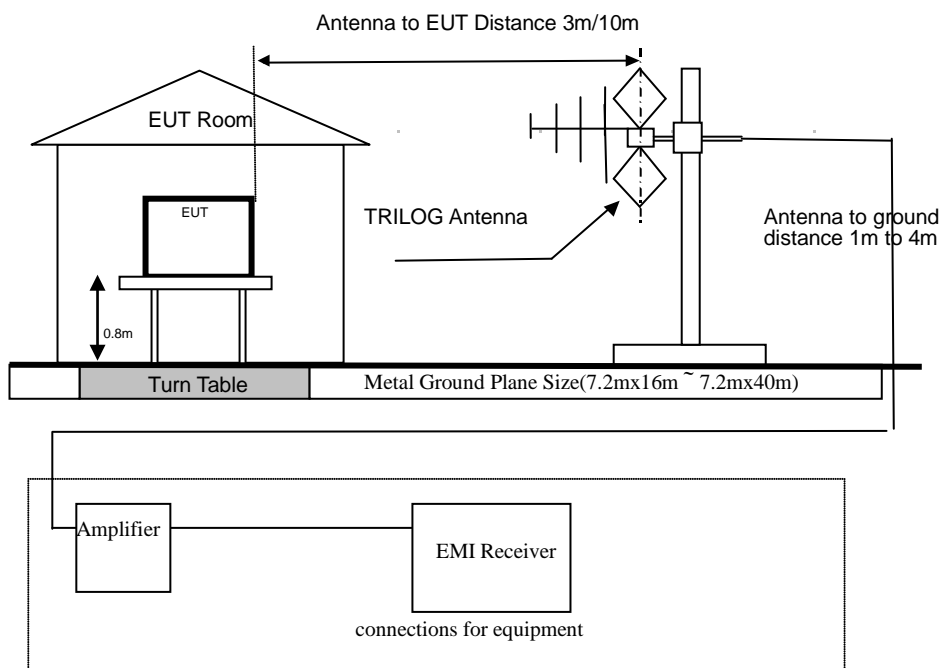 Antenna to EUT Distance 3m/10m
EUT Room
EUT
TRILOG Antenna
Antenna to ground
distance 1m to 4m
0.8m
Turn Table
Metal Ground Plane Size(7.2mx16m ~ 7.2mx40m)
Amplifier
EMI Receiver
connections for equipment